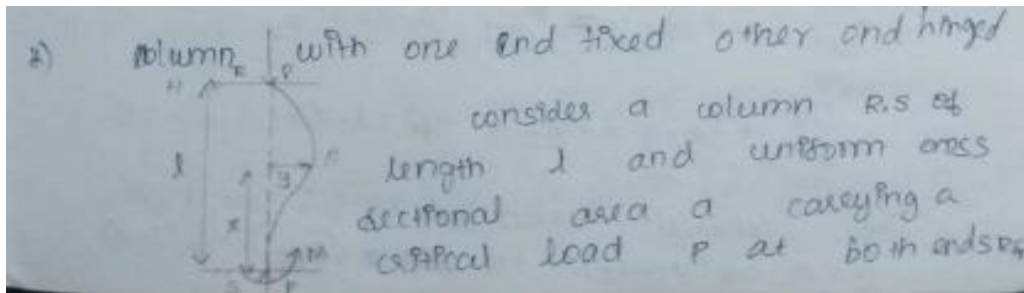 2) column with one end fixed other end hinged
consider a column R.S of
length l and uniform cross
sectional area a carrying a
critical load P at both ends R,S
H R P
l
y
x
M
S P